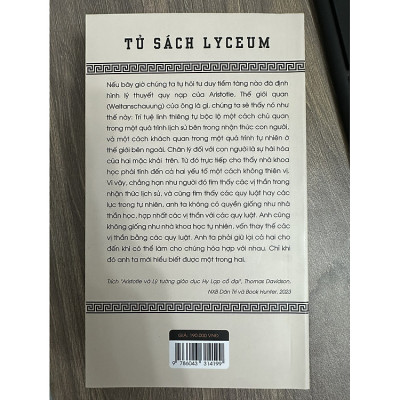 TỦ SÁCH LYCEUM
Nếu bây giờ chúng ta tự hỏi tư duy tiềm tàng nào đã định
hình lý thuyết quy nạp của Aristotle, Thế giới quan
(Weltanschauung) của ông là gì, chúng ta sẽ thấy nó như
thế này: Trí tuệ linh thiêng tự bộc lộ một cách chủ quan
trong một quá trình lịch sử bên trong nhận thức con người,
và một cách khách quan trong một quá trình tự nhiên ở
thế giới bên ngoài. Chân lý đối với con người là sự hài hòa
của hai mặc khải trên. Từ đó trực tiếp cho thấy nhà khoa
học phải tính đến cả hai yếu tố một cách không thiên vị.
Vì vậy, chẳng hạn như người đó tìm thấy các vị thần trong
nhận thức lịch sử, và cũng tìm thấy các quy luật hay các
lực trong tự nhiên, anh ta không có quyền giống như nhà
thần học, hợp nhất các vị thần với các quy luật. Anh cũng
không giống như nhà khoa học tự nhiên, vốn thay thế các
vị thần bằng các quy luật. Anh ta phải giữ lại cả hai cho
đến khi có thể làm cho chúng hòa hợp với nhau. Chỉ khi
đó anh ta mới hiểu biết được một trong hai.
Trích "Aristotle và Lý tưởng giáo dục Hy Lạp cổ đại", Thomas Davidson,
NXB Dân Trí và Book Hunter, 2023
GIÁ: 190.000 VNĐ
9 786043 314199